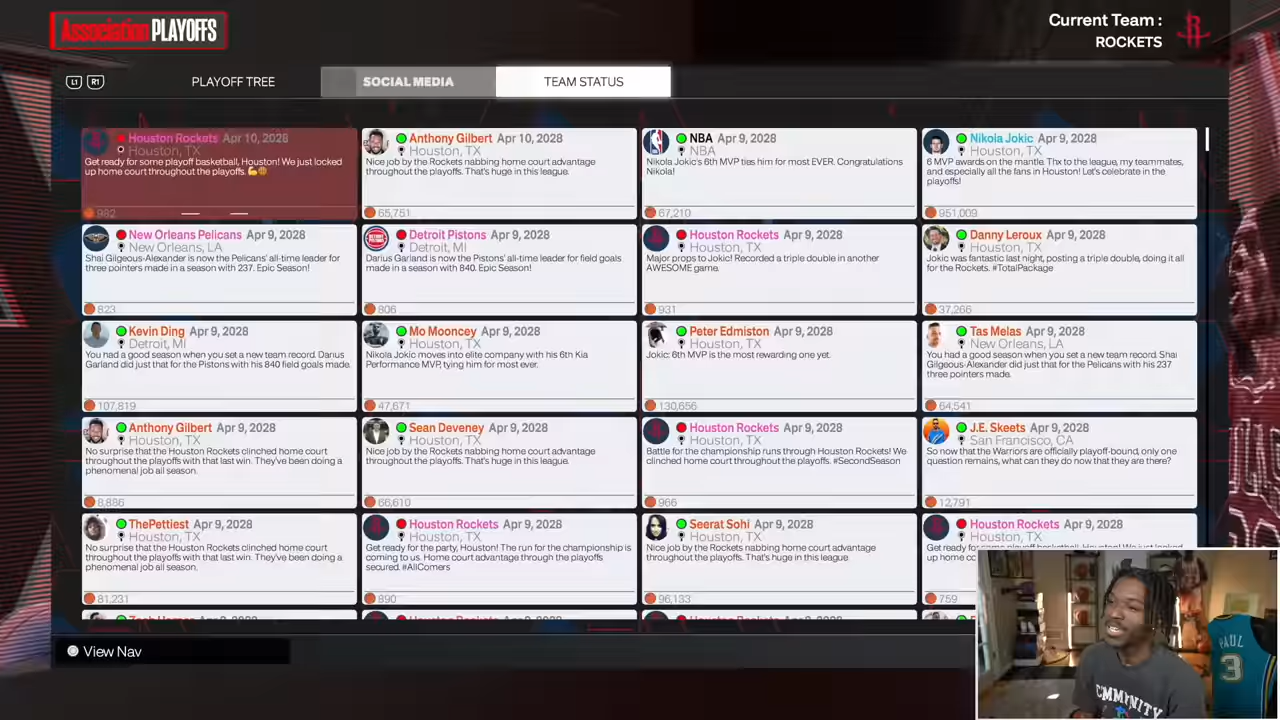 Association PLAYOFFS
Current Team :
ROCKETS
L1 R1
PLAYOFF TREE
SOCIAL MEDIA
TEAM STATUS
Houston Rockets Apr 10, 2028
Houston, TX
Get ready for some playoff basketball, Houston! We just locked
up home court throughout the playoffs.💪🏀
982
Anthony Gilbert Apr 10, 2028
Houston, TX
Nice job by the Rockets nabbing home court advantage
throughout the playoffs. That's huge in this league.
65,751
NBA Apr 9, 2028
NBA
Nikola Jokic's 6th MVP ties him for most EVER. Congratulations
Nikola!
67,210
Nikola Jokic Apr 9, 2028
Houston, TX
6 MVP awards on the mantle. Thx to the league, my teammates,
and especially all the fans in Houston! Let's celebrate in the
playoffs!
951,009
New Orleans Pelicans Apr 9, 2028
New Orleans, LA
Shai Gilgeous-Alexander is now the Pelicans' all-time leader for
three pointers made in a season with 237. Epic Season!
823
Detroit Pistons Apr 9, 2028
Detroit, MI
Darius Garland is now the Pistons' all-time leader for field goals
made in a season with 840. Epic Season!
806
Houston Rockets Apr 9, 2028
Houston, TX
Major props to Jokic! Recorded a triple double in another
AWESOME game.
931
Danny Leroux Apr 9, 2028
Houston, TX
Jokic was fantastic last night, posting a triple double, doing it all
for the Rockets. #TotalPackage
37,266
Kevin Ding Apr 9, 2028
Detroit, MI
You had a good season when you set a new team record. Darius
Garland did just that for the Pistons with his 840 field goals made.
107,819
Mo Mooncey Apr 9, 2028
Houston, TX
Nikola Jokic moves into elite company with his 6th Kia
Performance MVP, tying him for most ever.
47,671
Peter Edmiston Apr 9, 2028
Houston, TX
Jokic: 6th MVP is the most rewarding one yet.
130,656
Tas Melas Apr 9, 2028
New Orleans, LA
You had a good season when you set a new team record. Shai
Gilgeous-Alexander did just that for the Pelicans with his 237
three pointers made.
64,541
Anthony Gilbert Apr 9, 2028
Houston, TX
No surprise that the Houston Rockets clinched home court
throughout the playoffs with that last win. They've been doing a
phenomenal job all season.
8,886
Sean Deveney Apr 9, 2028
Houston, TX
Nice job by the Rockets nabbing home court advantage
throughout the playoffs. That's huge in this league.
66,610
Houston Rockets Apr 9, 2028
Houston, TX
Battle for the championship runs through Houston Rockets! We
clinched home court throughout the playoffs. #SecondSeason
966
J.E. Skeets Apr 9, 2028
San Francisco, CA
So now that the Warriors are officially playoff-bound, only one
question remains, what can they do now that they are there?
12,791
ThePettiest Apr 9, 2028
Houston, TX
No surprise that the Houston Rockets clinched home court
throughout the playoffs with that last win. They've been doing a
phenomenal job all season.
81,231
Houston Rockets Apr 9, 2028
Houston, TX
Get ready for the party, Houston! The run for the championship is
coming to us. Home court advantage through the playoffs
secured. #AllComers
890
Seerat Sohi Apr 9, 2028
Houston, TX
Nice job by the Rockets nabbing home court advantage
throughout the playoffs. That's huge in this league.
96,133
Houston Rockets Apr 9, 2028
Houston, TX
759
View Nav
PAUL
3
COMMUNITY